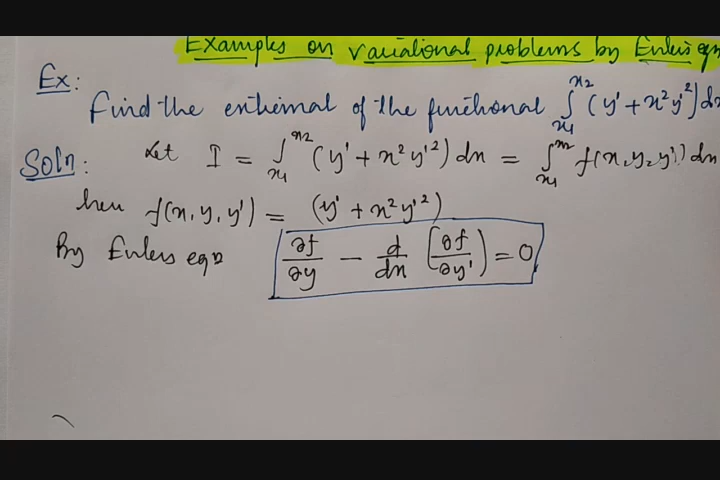 Examples on variational problems by Euler's eqn
Ex:
Find the extremal of the functional ∫_{x₁}^{x₂} (y' + x²y'²) dx
Soln: Let I = ∫_{x₁}^{x₂} (y' + x²y'²) dx = ∫_{x₁}^{x₂} f(x, y, y') dx
here f(x, y, y') = (y' + x²y'²)
By Eulers eqn ∂f/∂y − d/dx (∂f/∂y') = 0